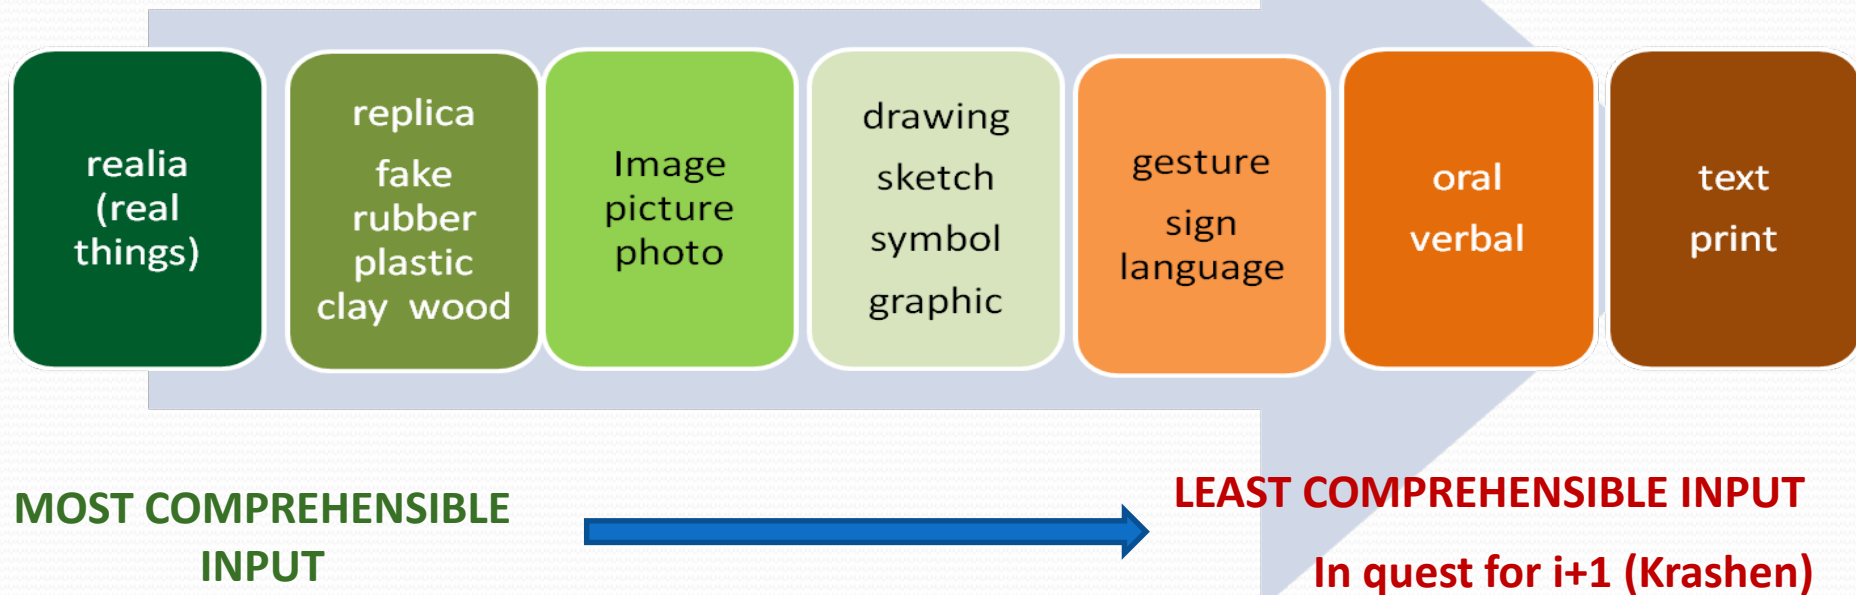 realia
(real
things)
replica
fake
rubber
plastic
clay  wood
Image
picture
photo
drawing
sketch
symbol
graphic
gesture
sign
language
oral
verbal
text
print
MOST COMPREHENSIBLE
INPUT
LEAST COMPREHENSIBLE INPUT
In quest for i+1 (Krashen)